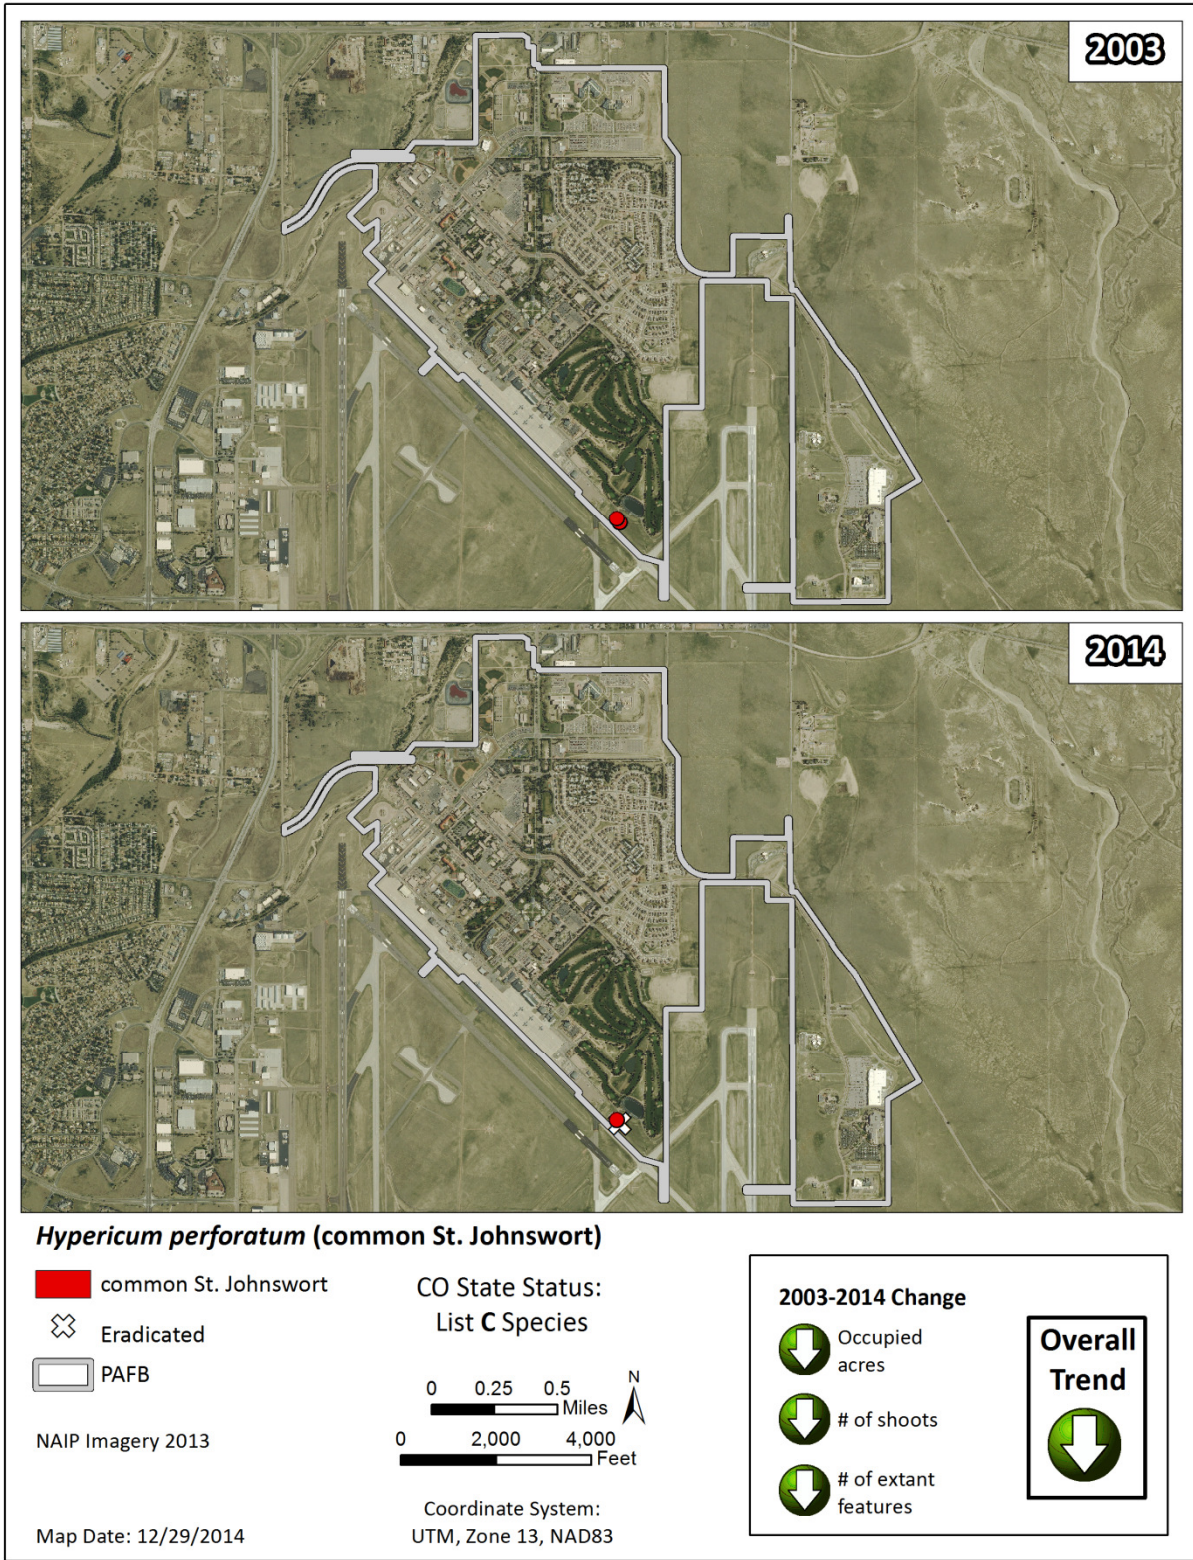 2003
2014
Hypericum perforatum (common St. Johnswort)
common St. Johnswort
Eradicated
PAFB
NAIP Imagery 2013
Map Date: 12/29/2014
CO State Status:
List C Species
0 0.25 0.5
Miles
N
0 2,000 4,000
Feet
Coordinate System:
UTM, Zone 13, NAD83
2003-2014 Change
Occupied
acres
# of shoots
# of extant
features
Overall
Trend